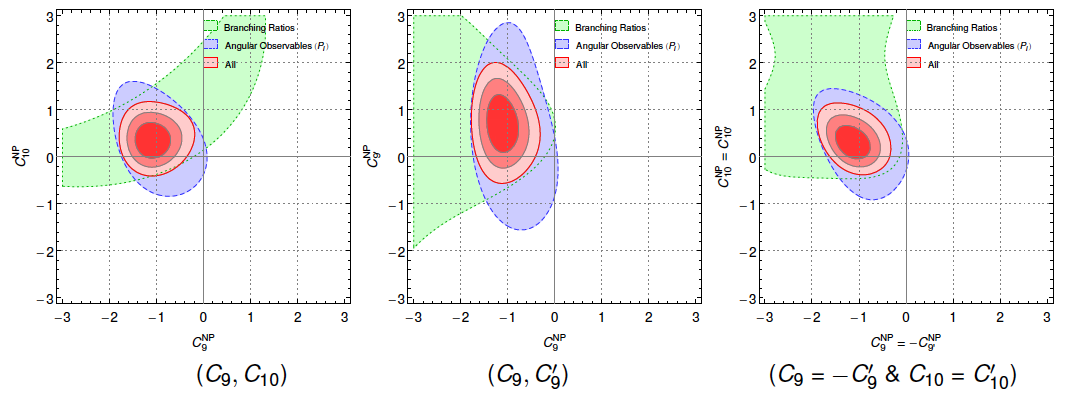 Branching Ratios
Angular Observables (P_i)
All
3
2
1
0
−1
−2
−3
−3 −2 −1 0 1 2 3
C_10^NP
C_9^NP
(C_9, C_10)
Branching Ratios
Angular Observables (P_i)
All
3
2
1
0
−1
−2
−3
−3 −2 −1 0 1 2 3
C_9'^NP
C_9^NP
(C_9, C_9′)
Branching Ratios
Angular Observables (P_i)
All
3
2
1
0
−1
−2
−3
−3 −2 −1 0 1 2 3
C_10^NP = C_10'^NP
C_9^NP = −C_9'^NP
(C_9 = −C_9′ & C_10 = C_10′)